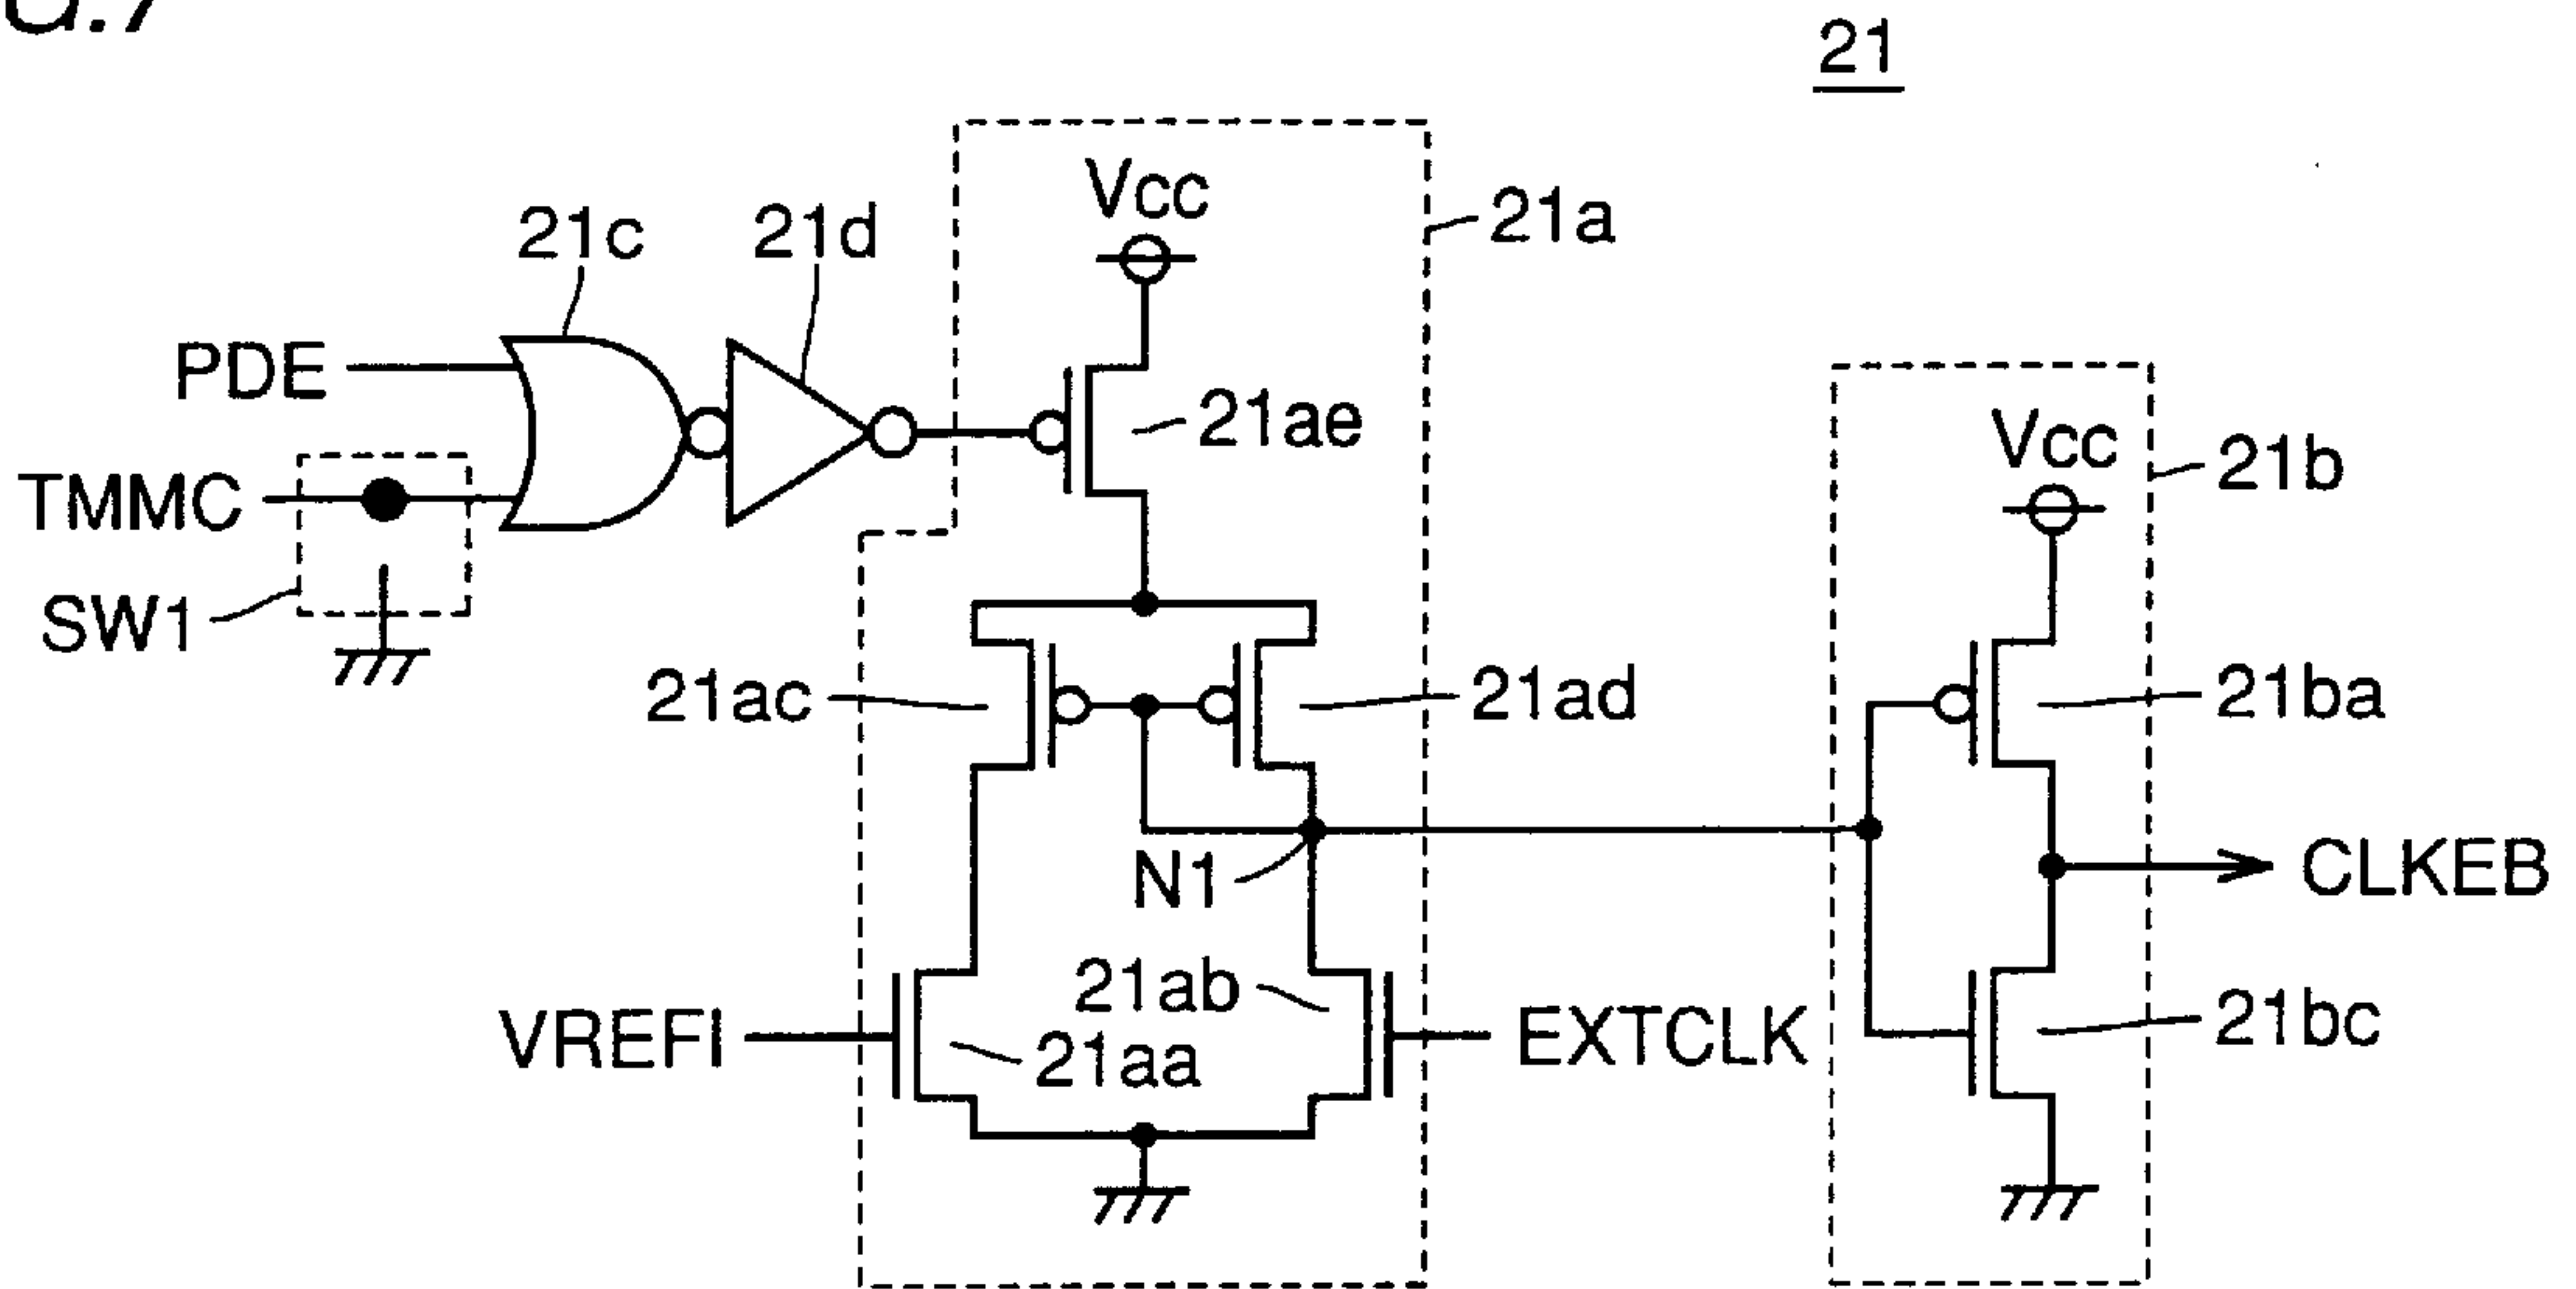 G.7
21
Vcc
21a
21c
21d
PDE
21ae
Vcc
21b
TMMC
SW1
21ac
21ad
21ba
N1
CLKEB
21ab
VREFI
21aa
EXTCLK
21bc